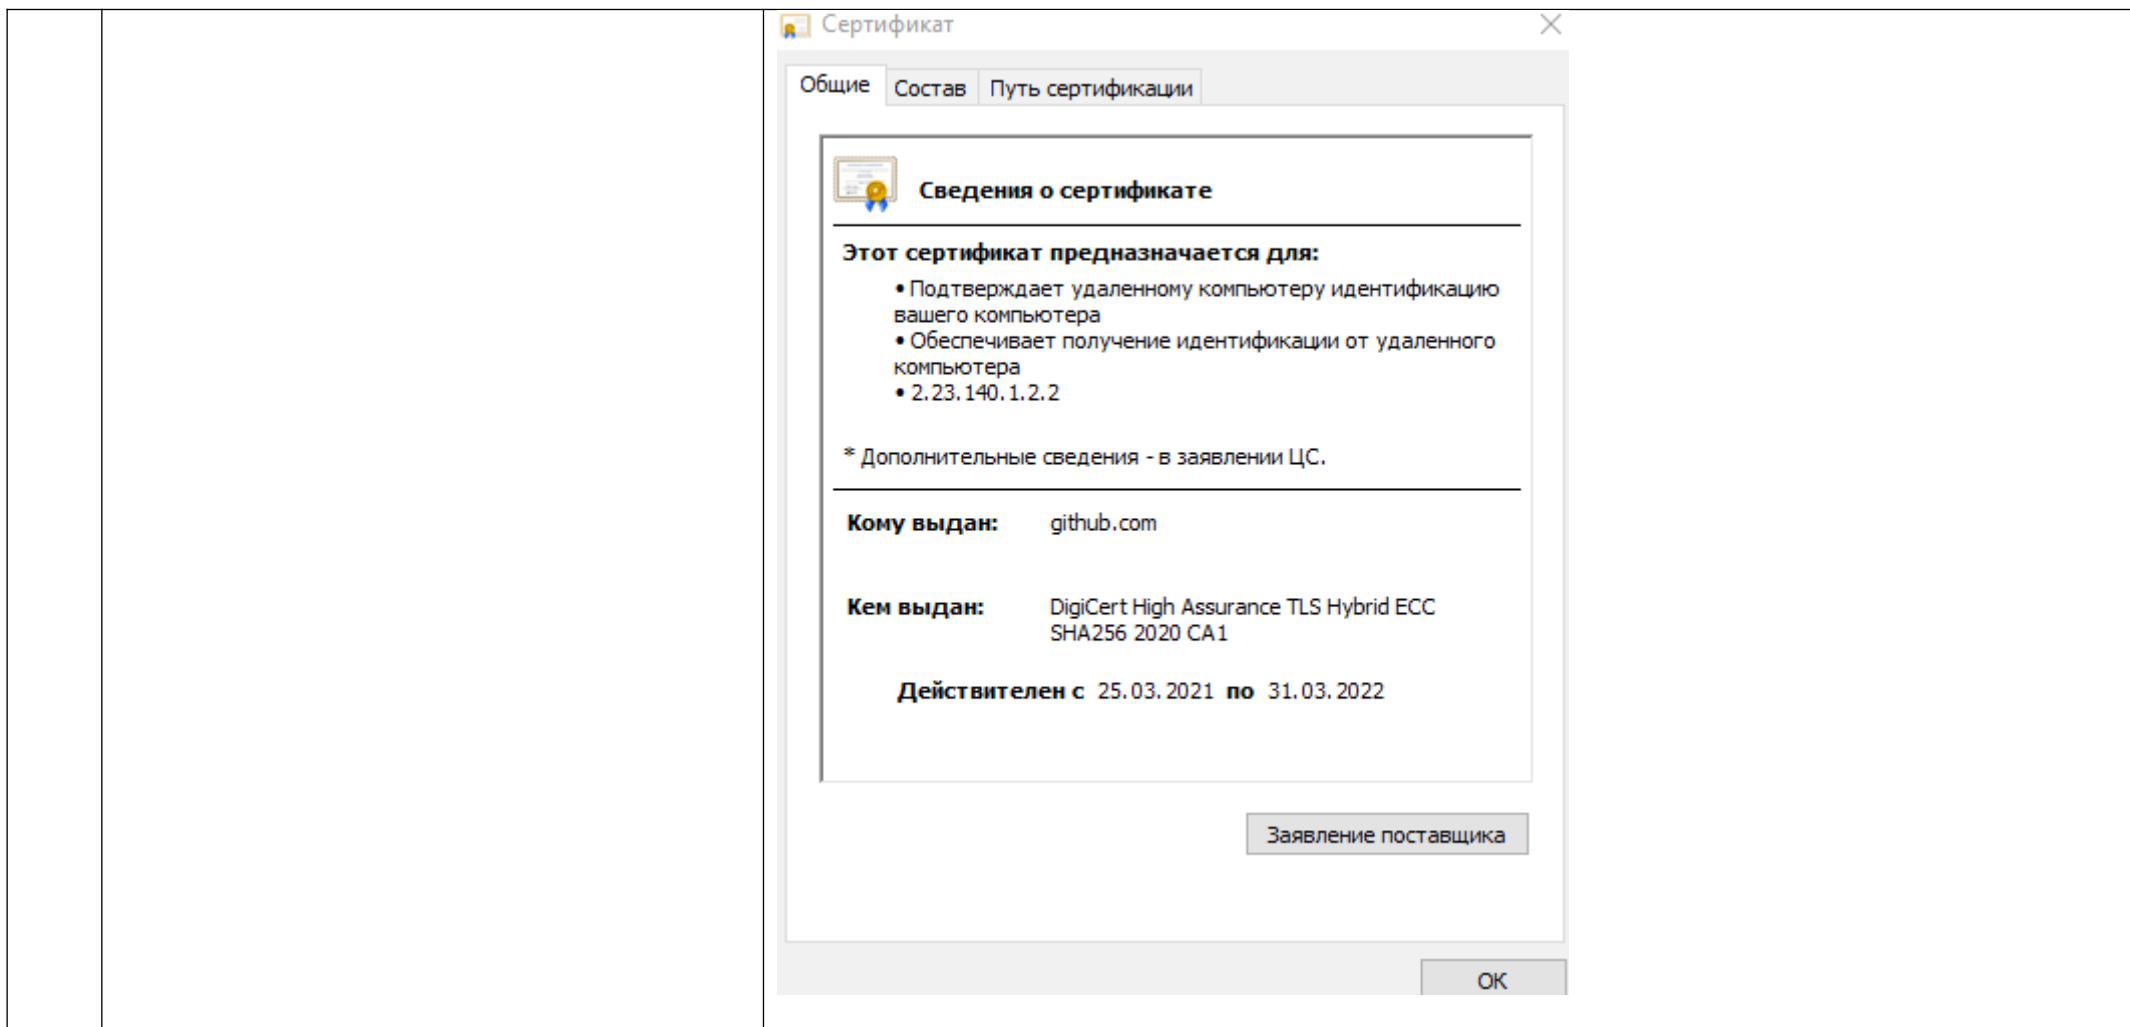 Сертификат
Общие Состав Путь сертификации
Сведения о сертификате
Этот сертификат предназначается для:
• Подтверждает удаленному компьютеру идентификацию
вашего компьютера
• Обеспечивает получение идентификации от удаленного
компьютера
• 2.23.140.1.2.2
* Дополнительные сведения - в заявлении ЦС.
Кому выдан: github.com
Кем выдан: DigiCert High Assurance TLS Hybrid ECC
SHA256 2020 CA1
Действителен с 25.03.2021 по 31.03.2022
Заявление поставщика
ОК